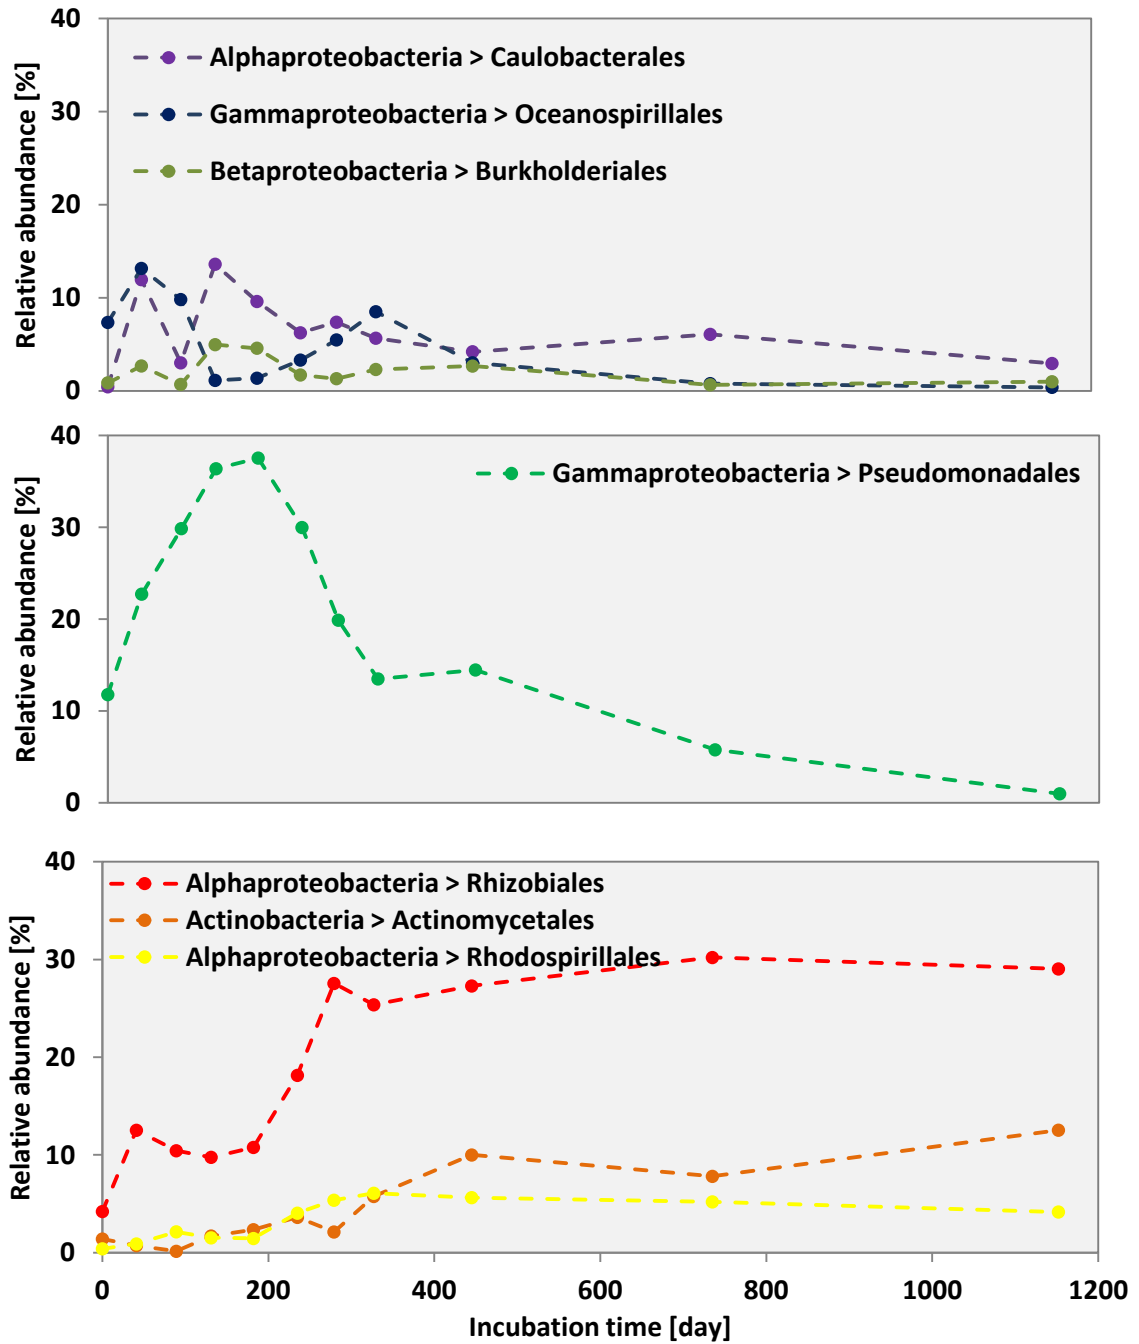 40
30
20
10
0
Relative abundance [%]
Alphaproteobacteria > Caulobacterales
Gammaproteobacteria > Oceanospirillales
Betaproteobacteria > Burkholderiales
40
30
20
10
0
Relative abundance [%]
Gammaproteobacteria > Pseudomonadales
40
30
20
10
0
Relative abundance [%]
Alphaproteobacteria > Rhizobiales
Actinobacteria > Actinomycetales
Alphaproteobacteria > Rhodospirillales
0 200 400 600 800 1000 1200
Incubation time [day]